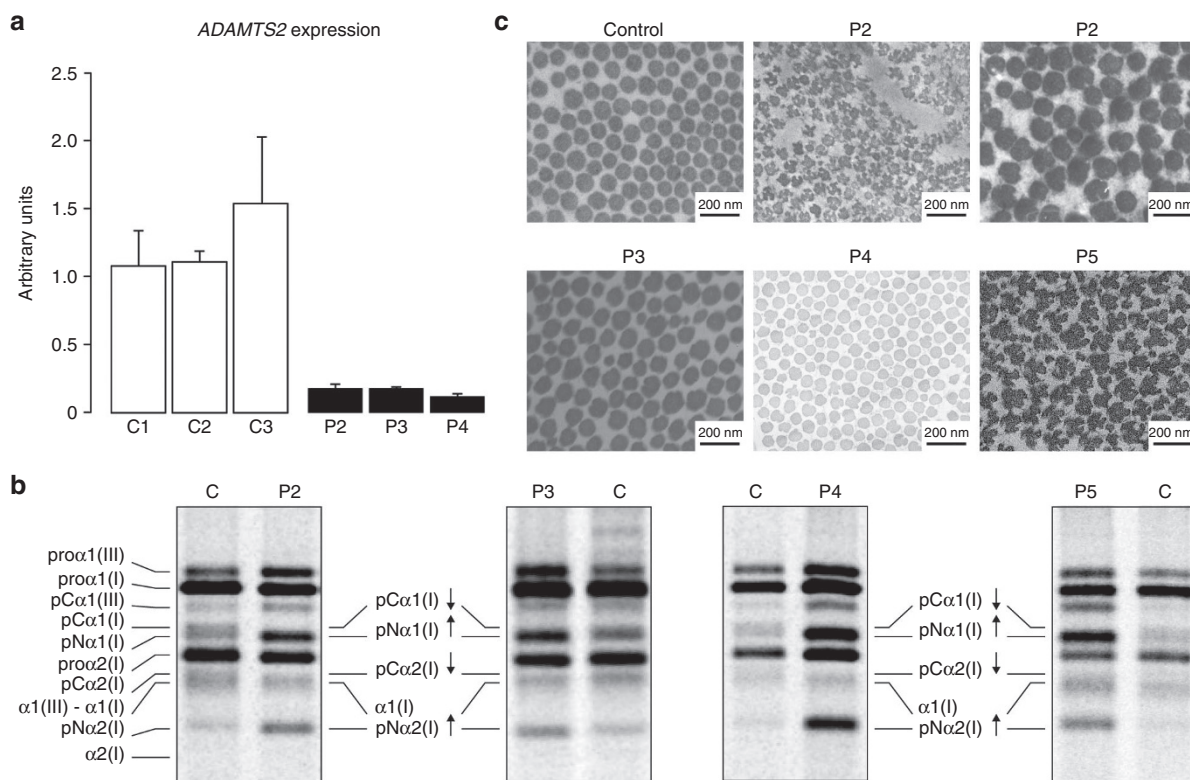 a
ADAMTS2 expression
Arbitrary units
2.5
2.0
1.5
1.0
0.5
0
C1 C2 C3 P2 P3 P4
c
Control P2 P2
200 nm 200 nm 200 nm
P3 P4 P5
200 nm 200 nm 200 nm
b
C P2 P3 C C P4 P5 C
proα1(III)
proα1(I)
pCα1(III)
pCα1(I)
pNα1(I)
proα2(I)
pCα2(I)
α1(III) - α1(I)
pNα2(I)
α2(I)
pCα1(I) ↓
pNα1(I) ↑
pCα2(I) ↓
α1(I)
pNα2(I) ↑
pCα1(I) ↓
pNα1(I) ↑
pCα2(I) ↓
α1(I)
pNα2(I) ↑